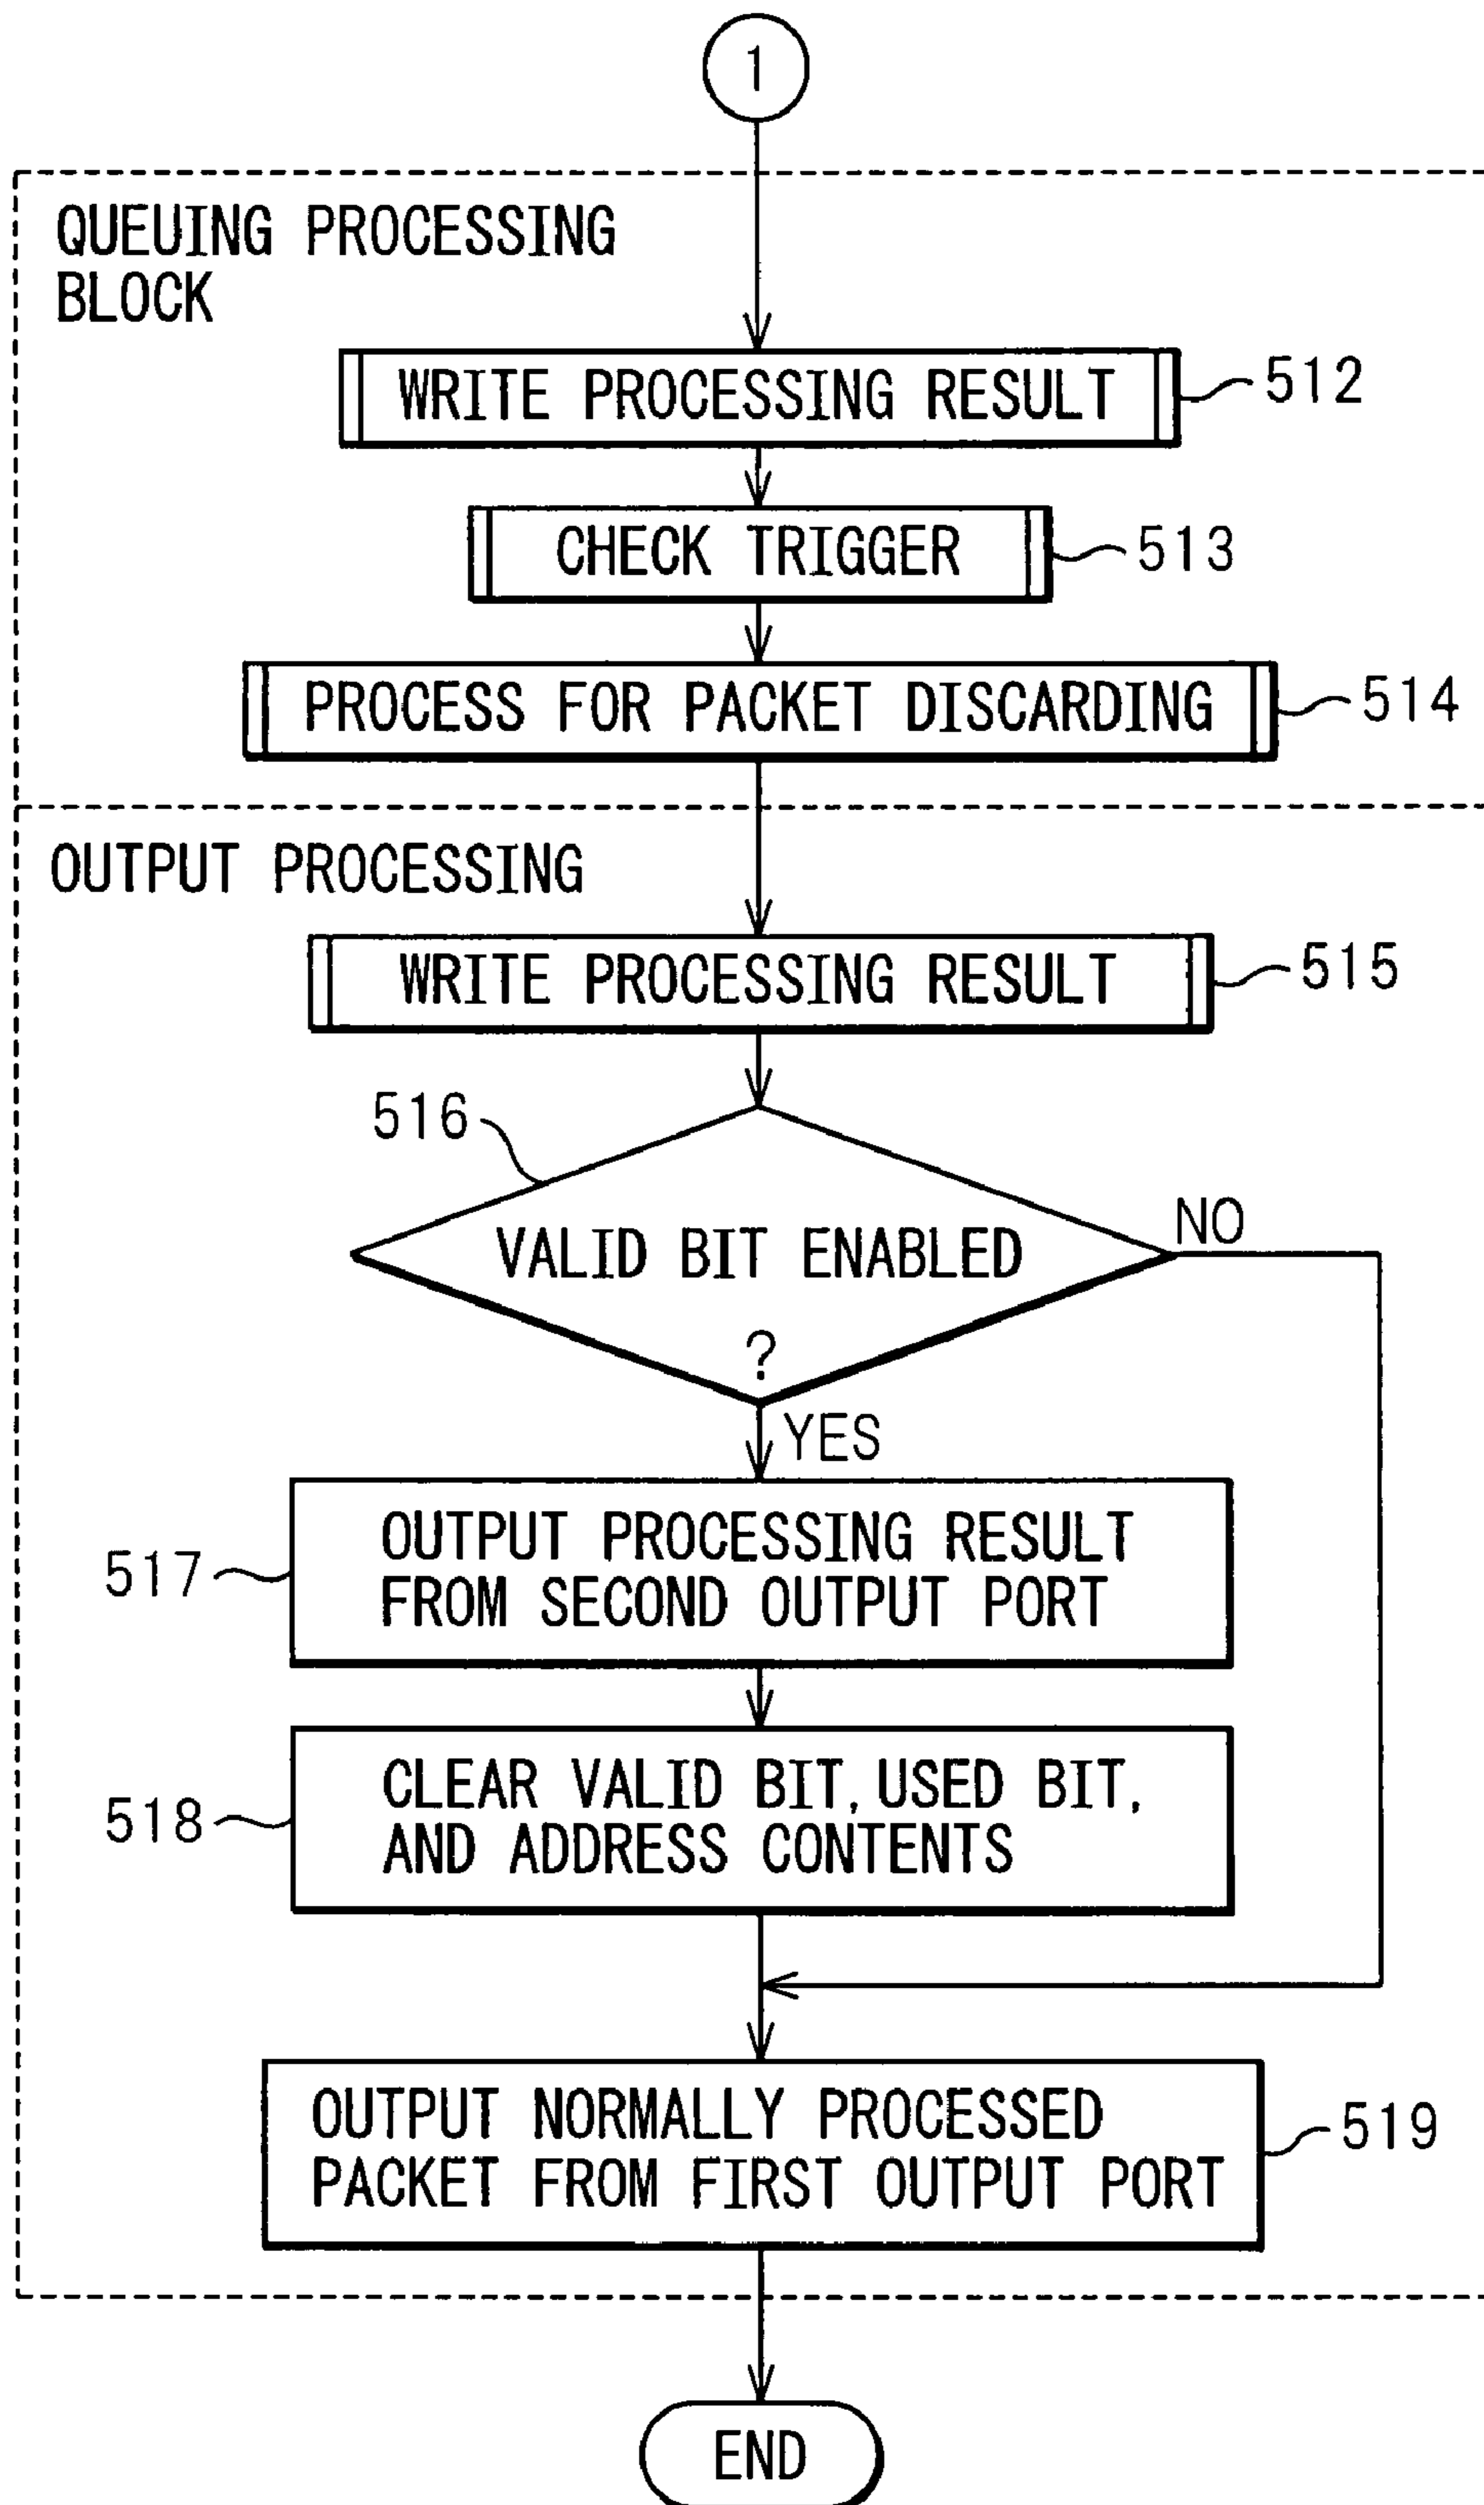 1
QUEUING PROCESSING
BLOCK
WRITE PROCESSING RESULT
512
CHECK TRIGGER
513
PROCESS FOR PACKET DISCARDING
514
OUTPUT PROCESSING
WRITE PROCESSING RESULT
515
516
VALID BIT ENABLED
?
NO
YES
OUTPUT PROCESSING RESULT
FROM SECOND OUTPUT PORT
517
CLEAR VALID BIT, USED BIT,
AND ADDRESS CONTENTS
518
OUTPUT NORMALLY PROCESSED
PACKET FROM FIRST OUTPUT PORT
519
END